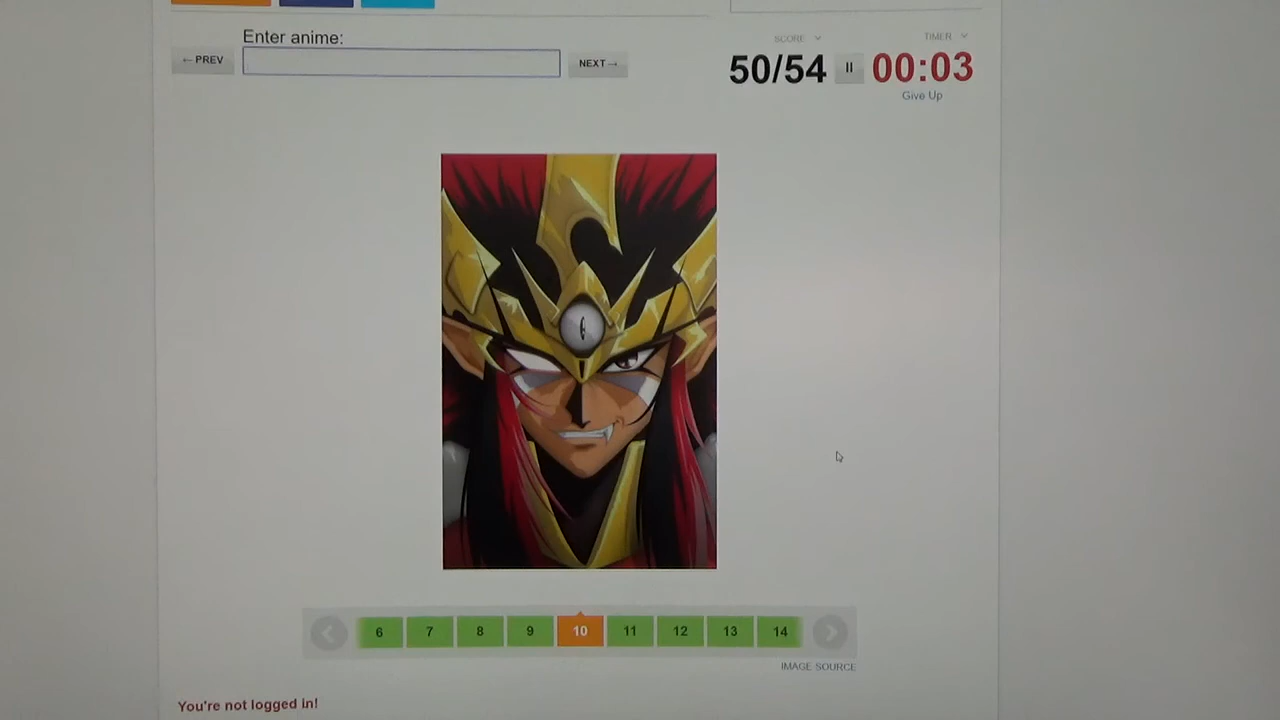 Enter anime:
← PREV
NEXT →
SCORE
50/54
TIMER
00:03
Give Up
6 7 8 9 10 11 12 13 14
IMAGE SOURCE
You're not logged in!